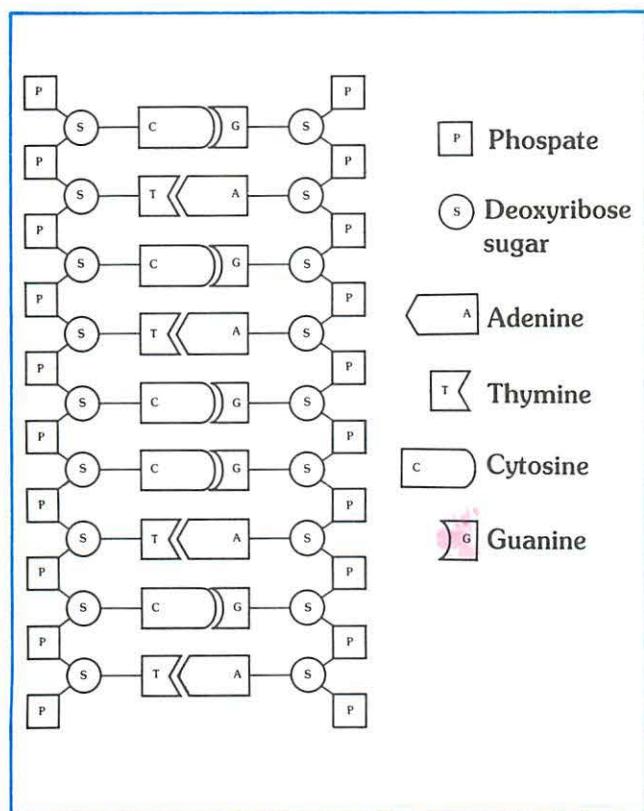 P P
S C G S
P P
S T A S
P P
S C G S
P P
S T A S
P P
S C G S
P P
S C G S
P P
S T A S
P P
S C G S
P P
S T A S
P P
P Phospate
S Deoxyribose
sugar
A Adenine
T Thymine
C Cytosine
G Guanine